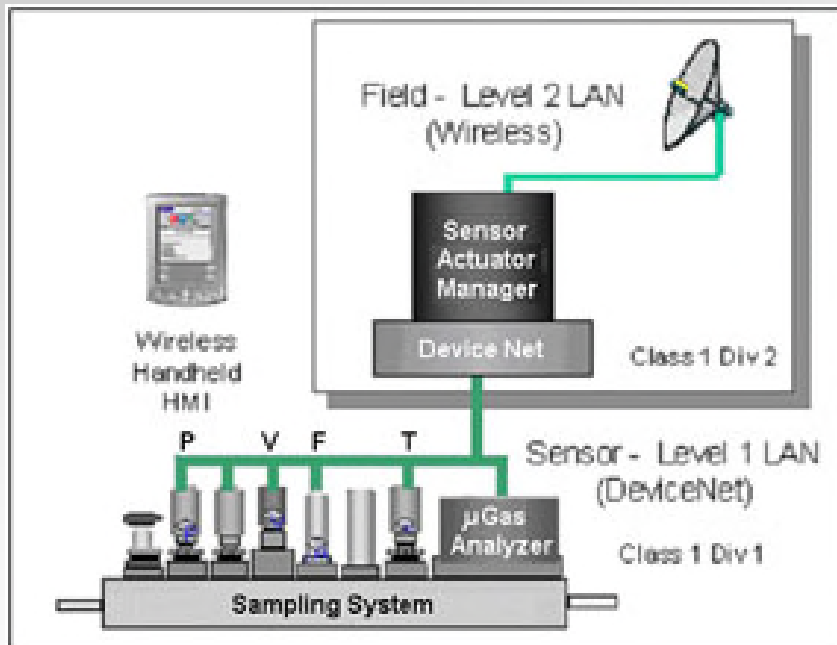 Field - Level 2 LAN
(Wireless)
Sensor
Actuator
Manager
Device Net
Class 1 Div 2
Wireless
Handheld
HMI
P V F T
Sensor - Level 1 LAN
(DeviceNet)
µGas
Analyzer
Class 1 Div 1
Sampling System